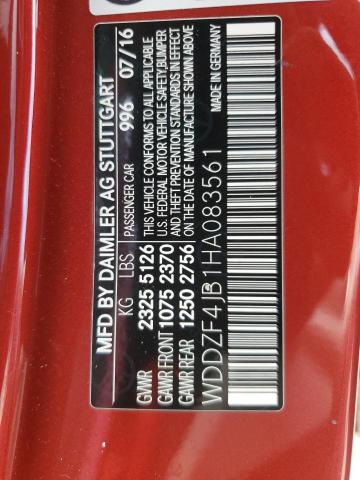 MFD BY DAIMLER AG STUTTGART
KG LBS PASSENGER CAR 996 07/16
GVWR 2325 5126 THIS VEHICLE CONFORMS TO ALL APPLICABLE
GAWR FRONT 1075 2370 U.S. FEDERAL MOTOR VEHICLE SAFETY,BUMPER
GAWR REAR 1250 2756 AND THEFT PREVENTION STANDARDS IN EFFECT
ON THE DATE OF MANUFACTURE SHOWN ABOVE
MADE IN GERMANY
WDDZF4JB1HA083561